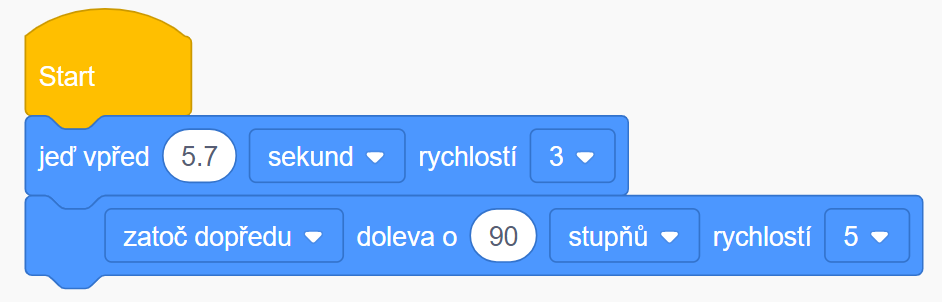 Start
jeď vpřed 5.7 sekund rychlostí 3
zatoč dopředu doleva o 90 stupňů rychlostí 5